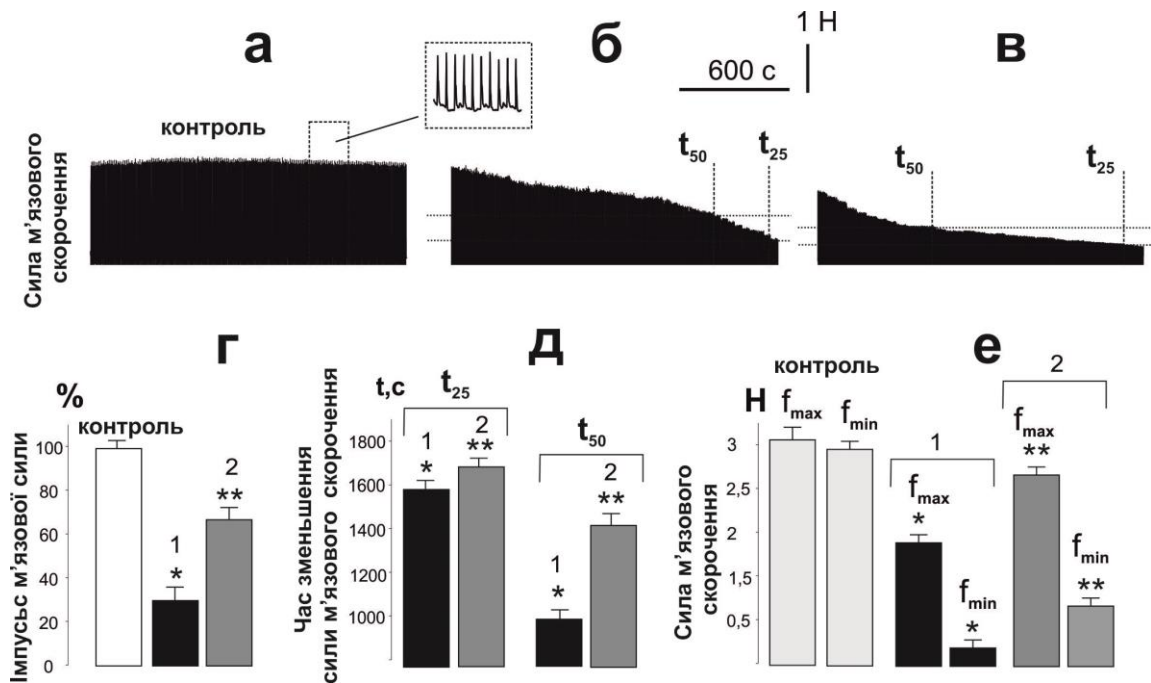 а
б
в
1 Н
600 с
контроль
t50
t25
t50
t25
Сила м’язового
скорочення
г
%
контроль
Імпусьс м’язової сили
100
80
60
40
20
0
1
*
2
**
д
t,с
t25
t50
Час зменшення
сили м’язового скорочення
1800
1600
1400
1200
1000
1
*
2
**
1
*
2
**
е
контроль
Н
fmax
fmin
1
fmax
*
fmin
*
2
fmax
**
fmin
**
Сила м’язового
скорочення
3
2,5
2
1,5
0,5